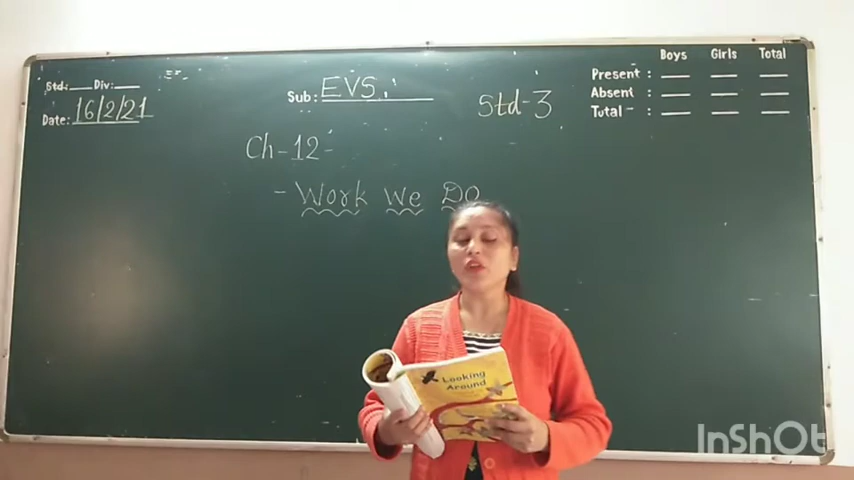 Std: Div:
Date: 16/2/21
Sub: EVS
Std-3
Boys Girls Total
Present :
Absent :
Total :
Ch-12-
- Work We Do
Looking
Around
InShOt